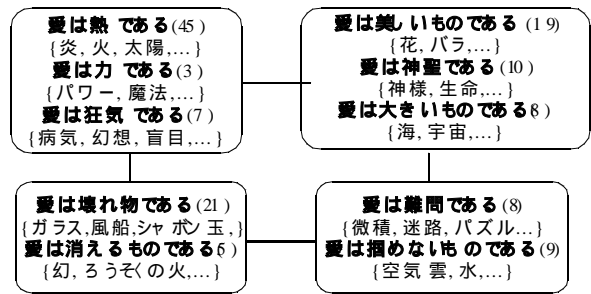 愛は熱である(45)
{炎, 火, 太陽,…}
愛は力である(3)
{パワー, 魔法,…}
愛は狂気である(7)
{病気, 幻想, 盲目,…}
愛は美しいものである(19)
{花, バラ,…}
愛は神聖である(10)
{神様, 生命,…}
愛は大きいものである(8)
{海, 宇宙,…}
愛は壊れ物である(21)
{ガラス,風船,シャボン玉,}
愛は消えるものである(5)
{幻, ろうそくの火,…}
愛は難問である(8)
{微積, 迷路, パズル…}
愛は掴めないものである(9)
{空気 雲, 水,…}